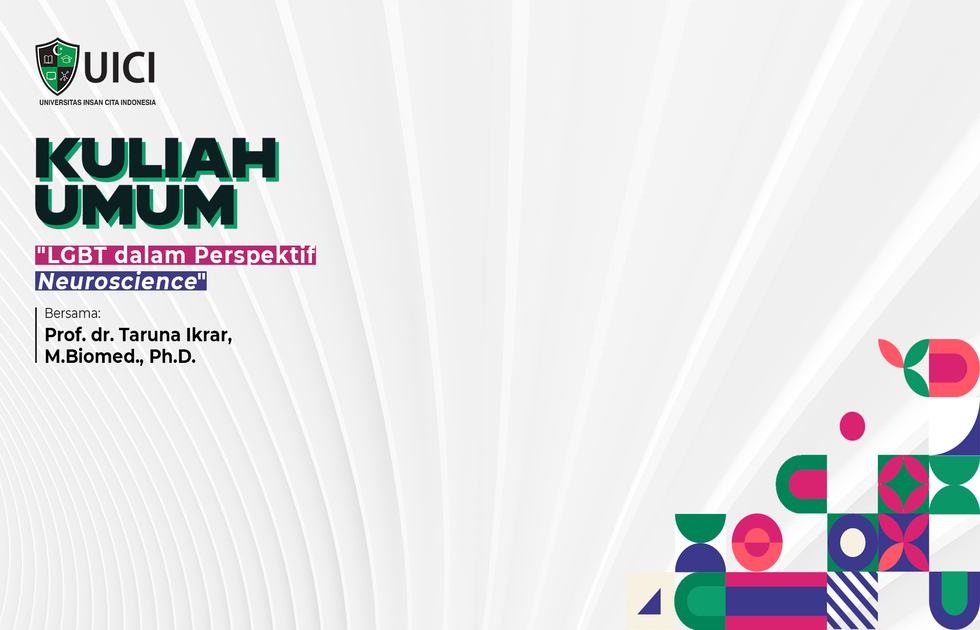 UICI
UNIVERSITAS INSAN CITA INDONESIA
KULIAH
UMUM
"LGBT dalam Perspektif
Neuroscience"
Bersama:
Prof. dr. Taruna Ikrar,
M.Biomed., Ph.D.